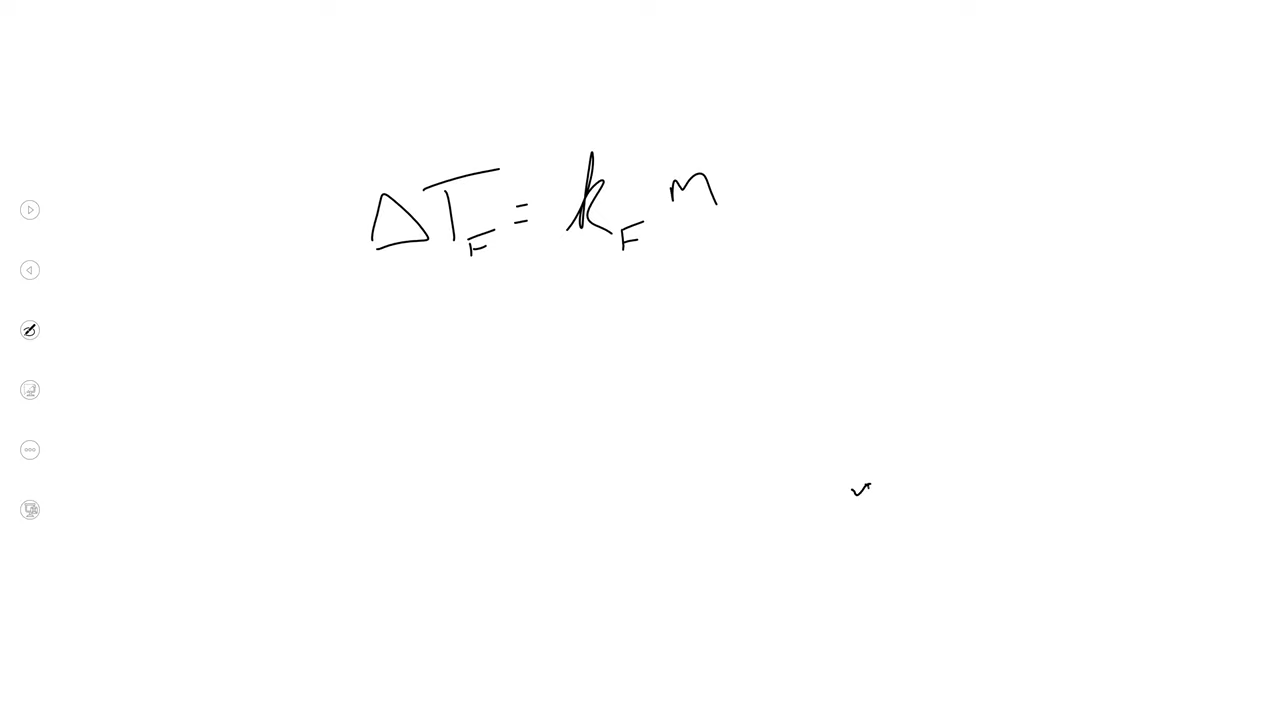 ΔT_F = k_F m